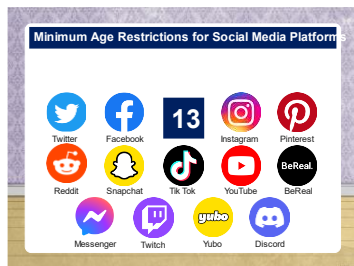 Minimum Age Restrictions for Social Media Platforms
13
Twitter Facebook Instagram Pinterest
BeReal.
Reddit Snapchat Tik Tok YouTube BeReal
yubo
Messenger Twitch Yubo Discord